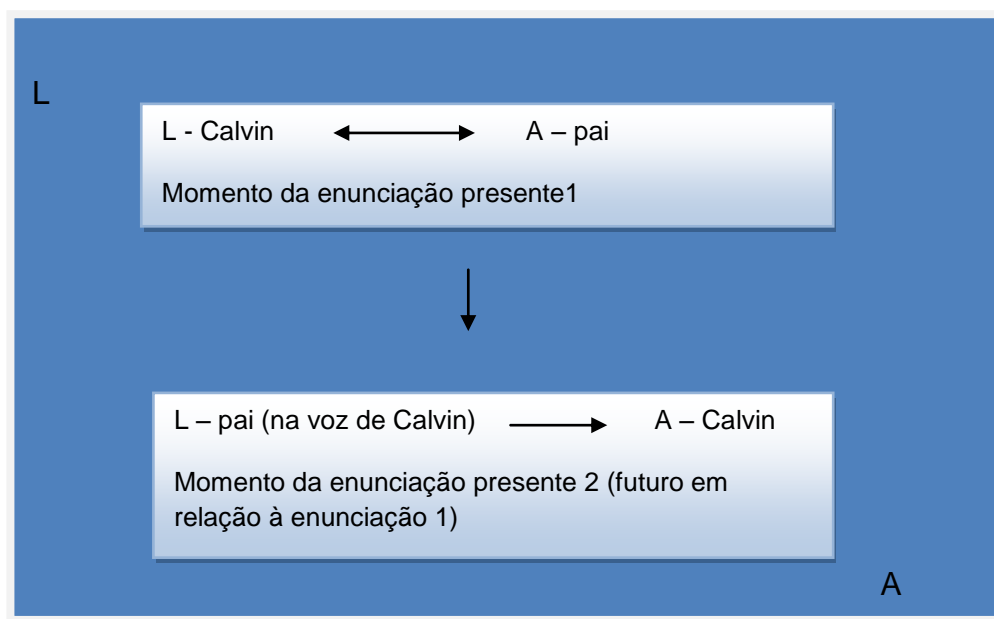 L
L - Calvin A – pai
Momento da enunciação presente1
L – pai (na voz de Calvin) A – Calvin
Momento da enunciação presente 2 (futuro em
relação à enunciação 1)
A